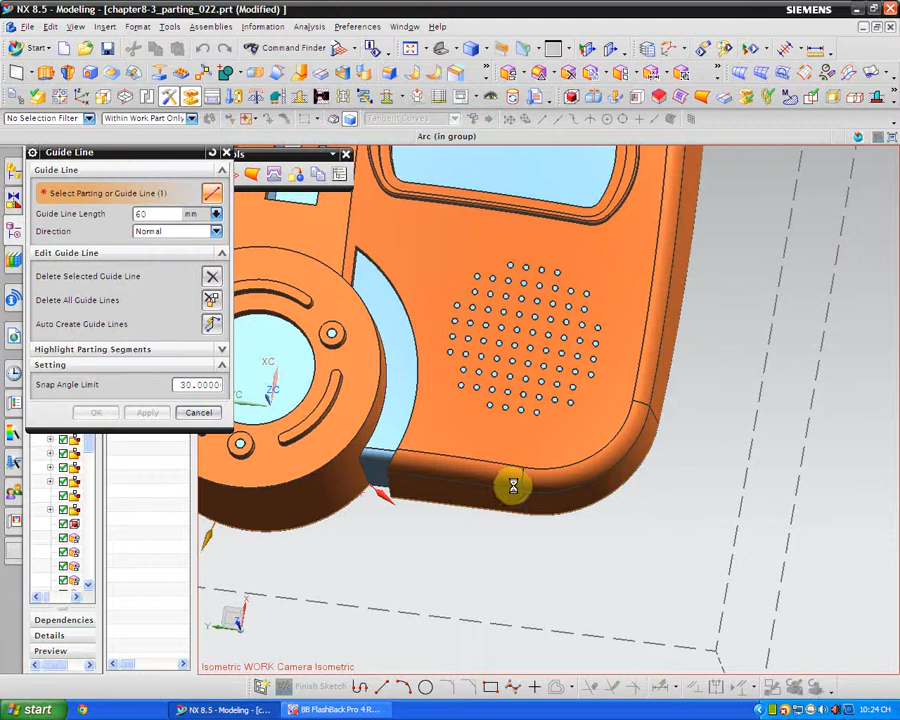 NX 8.5 - Modeling - [chapter8-3_parting_022.prt (Modified) ]
SIEMENS
File Edit View Insert Format Tools Assemblies Information Analysis Preferences Window Help
Start Command Finder
No Selection Filter Within Work Part Only Tangent Curves
Arc (in group)
Guide Line
Guide Line
* Select Parting or Guide Line (1)
Guide Line Length 60 mm
Direction Normal
Edit Guide Line
Delete Selected Guide Line
Delete All Guide Lines
Auto Create Guide Lines
Highlight Parting Segments
Setting
Snap Angle Limit 30.0000
OK Apply Cancel
XC
ZC
Dependencies
Details
Preview
X
Y
Isometric WORK Camera Isometric
Finish Sketch
start
NX 8.5 - Modeling - [c...
BB FlashBack Pro 4 R...
10:24 CH